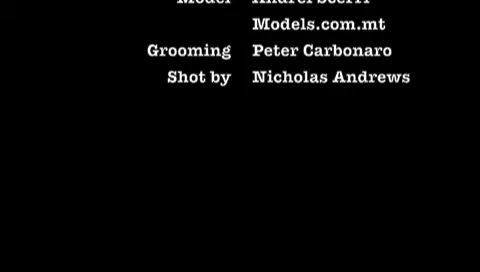 Models.com.mt
Grooming Peter Carbonaro
Shot by Nicholas Andrews